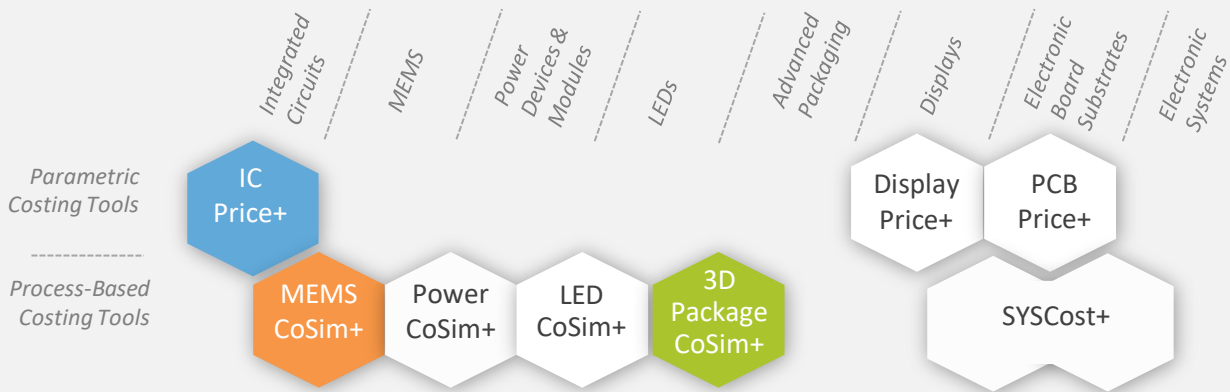 Integrated
Circuits
MEMS
Power
Devices &
Modules
LEDs
Advanced
Packaging
Displays
Electronic
Board
Substrates
Electronic
Systems
Parametric
Costing Tools
IC
Price+
Display
Price+
PCB
Price+
Process-Based
Costing Tools
MEMS
CoSim+
Power
CoSim+
LED
CoSim+
3D
Package
CoSim+
SYSCost+